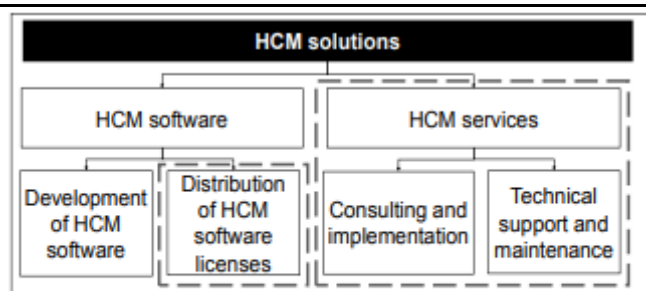 HCM solutions
HCM software
HCM services
Development
of HCM
software
Distribution
of HCM
software
licenses
Consulting and
implementation
Technical
support and
maintenance